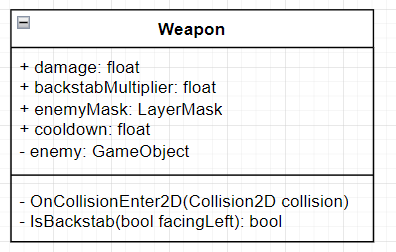 Weapon
+ damage: float
+ backstabMultiplier: float
+ enemyMask: LayerMask
+ cooldown: float
- enemy: GameObject
- OnCollisionEnter2D(Collision2D collision)
- IsBackstab(bool facingLeft): bool